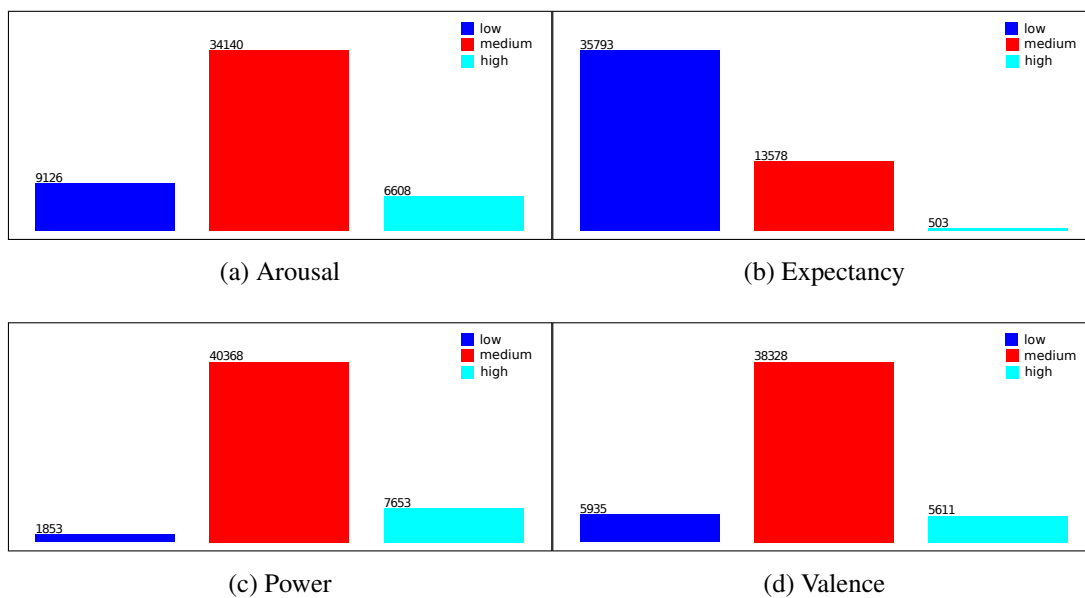 low
medium
high
34140
9126
6608
(a) Arousal
low
medium
high
35793
13578
503
(b) Expectancy
low
medium
high
40368
1853
7653
(c) Power
low
medium
high
38328
5935
5611
(d) Valence